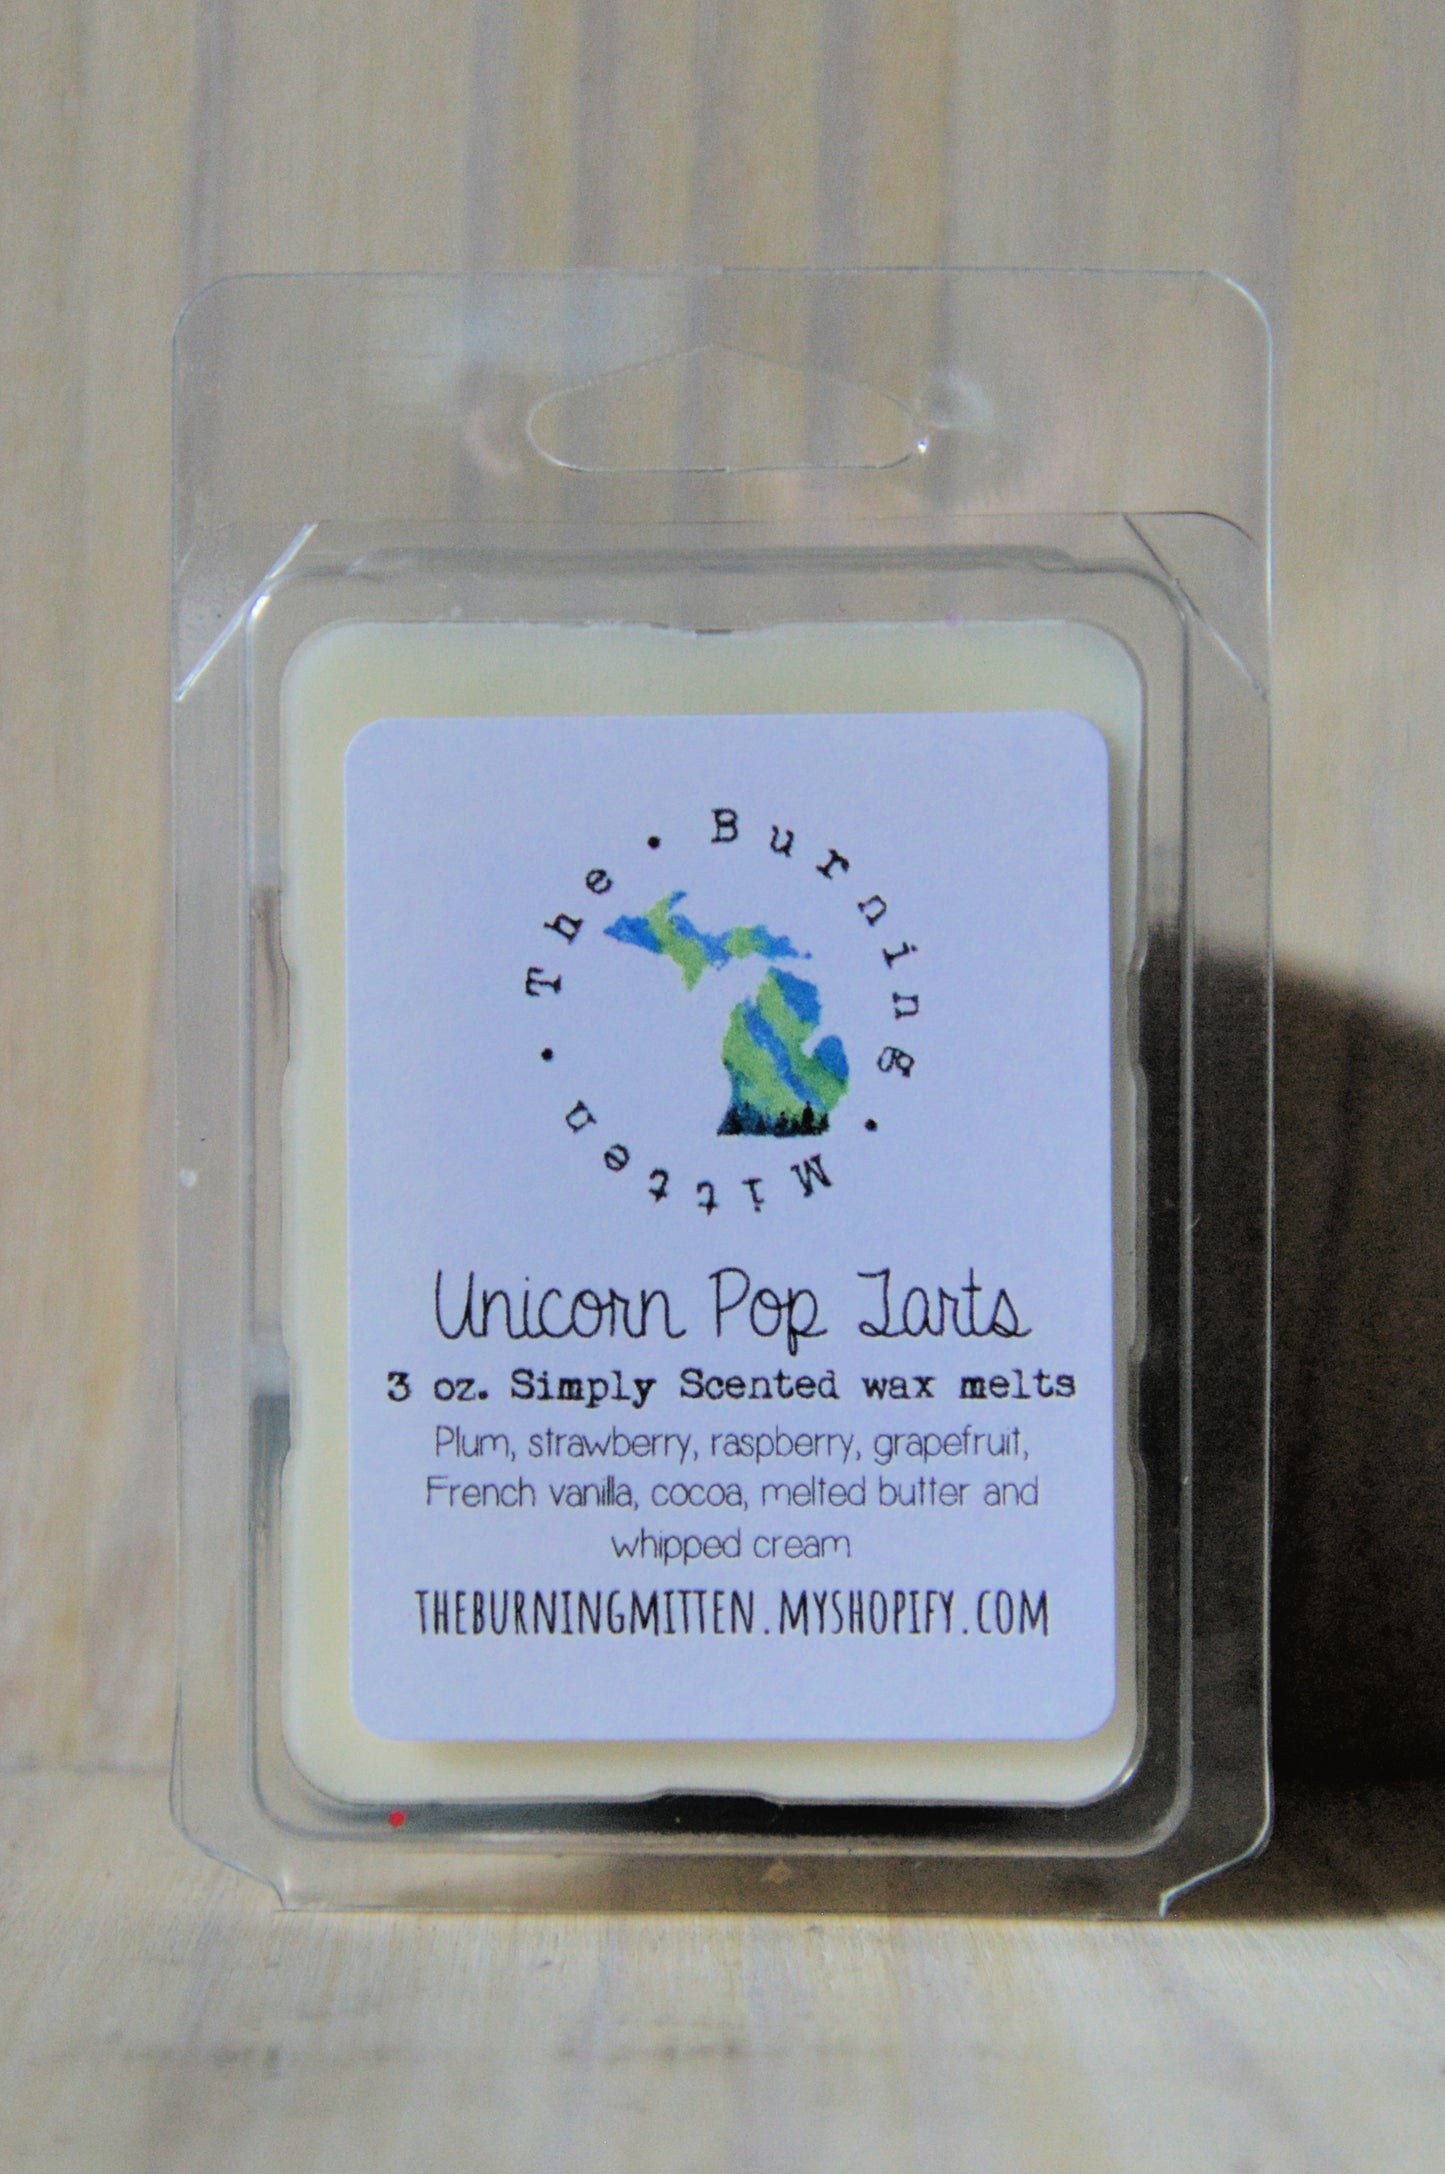 The • Burning • Mitten •
Unicorn Pop Tarts
3 oz. Simply Scented wax melts
Plum, strawberry, raspberry, grapefruit,
French vanilla, cocoa, melted butter and
whipped cream
THEBURNINGMITTEN.MYSHOPIFY.COM